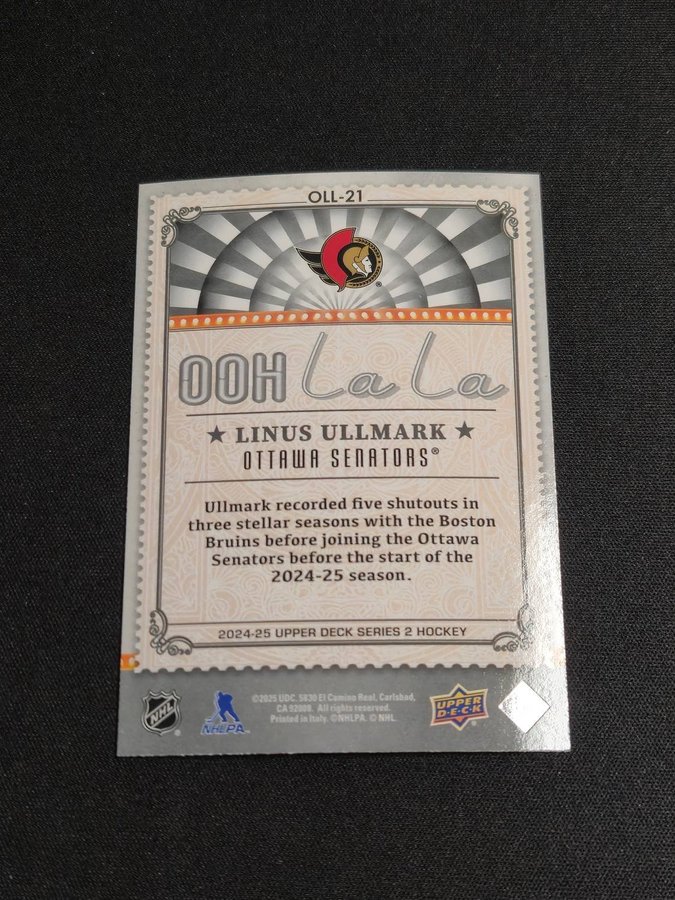 OLL-21
OOH La La
★ LINUS ULLMARK ★
OTTAWA SENATORS®
Ullmark recorded five shutouts in
three stellar seasons with the Boston
Bruins before joining the Ottawa
Senators before the start of the
2024-25 season.
2024-25 UPPER DECK SERIES 2 HOCKEY
©2025 UDC. 5830 El Camino Real, Carlsbad,
CA 92008. All rights reserved.
Printed in Italy. ©NHLPA. © NHL.
NHL
NHLPA
UPPER
DECK